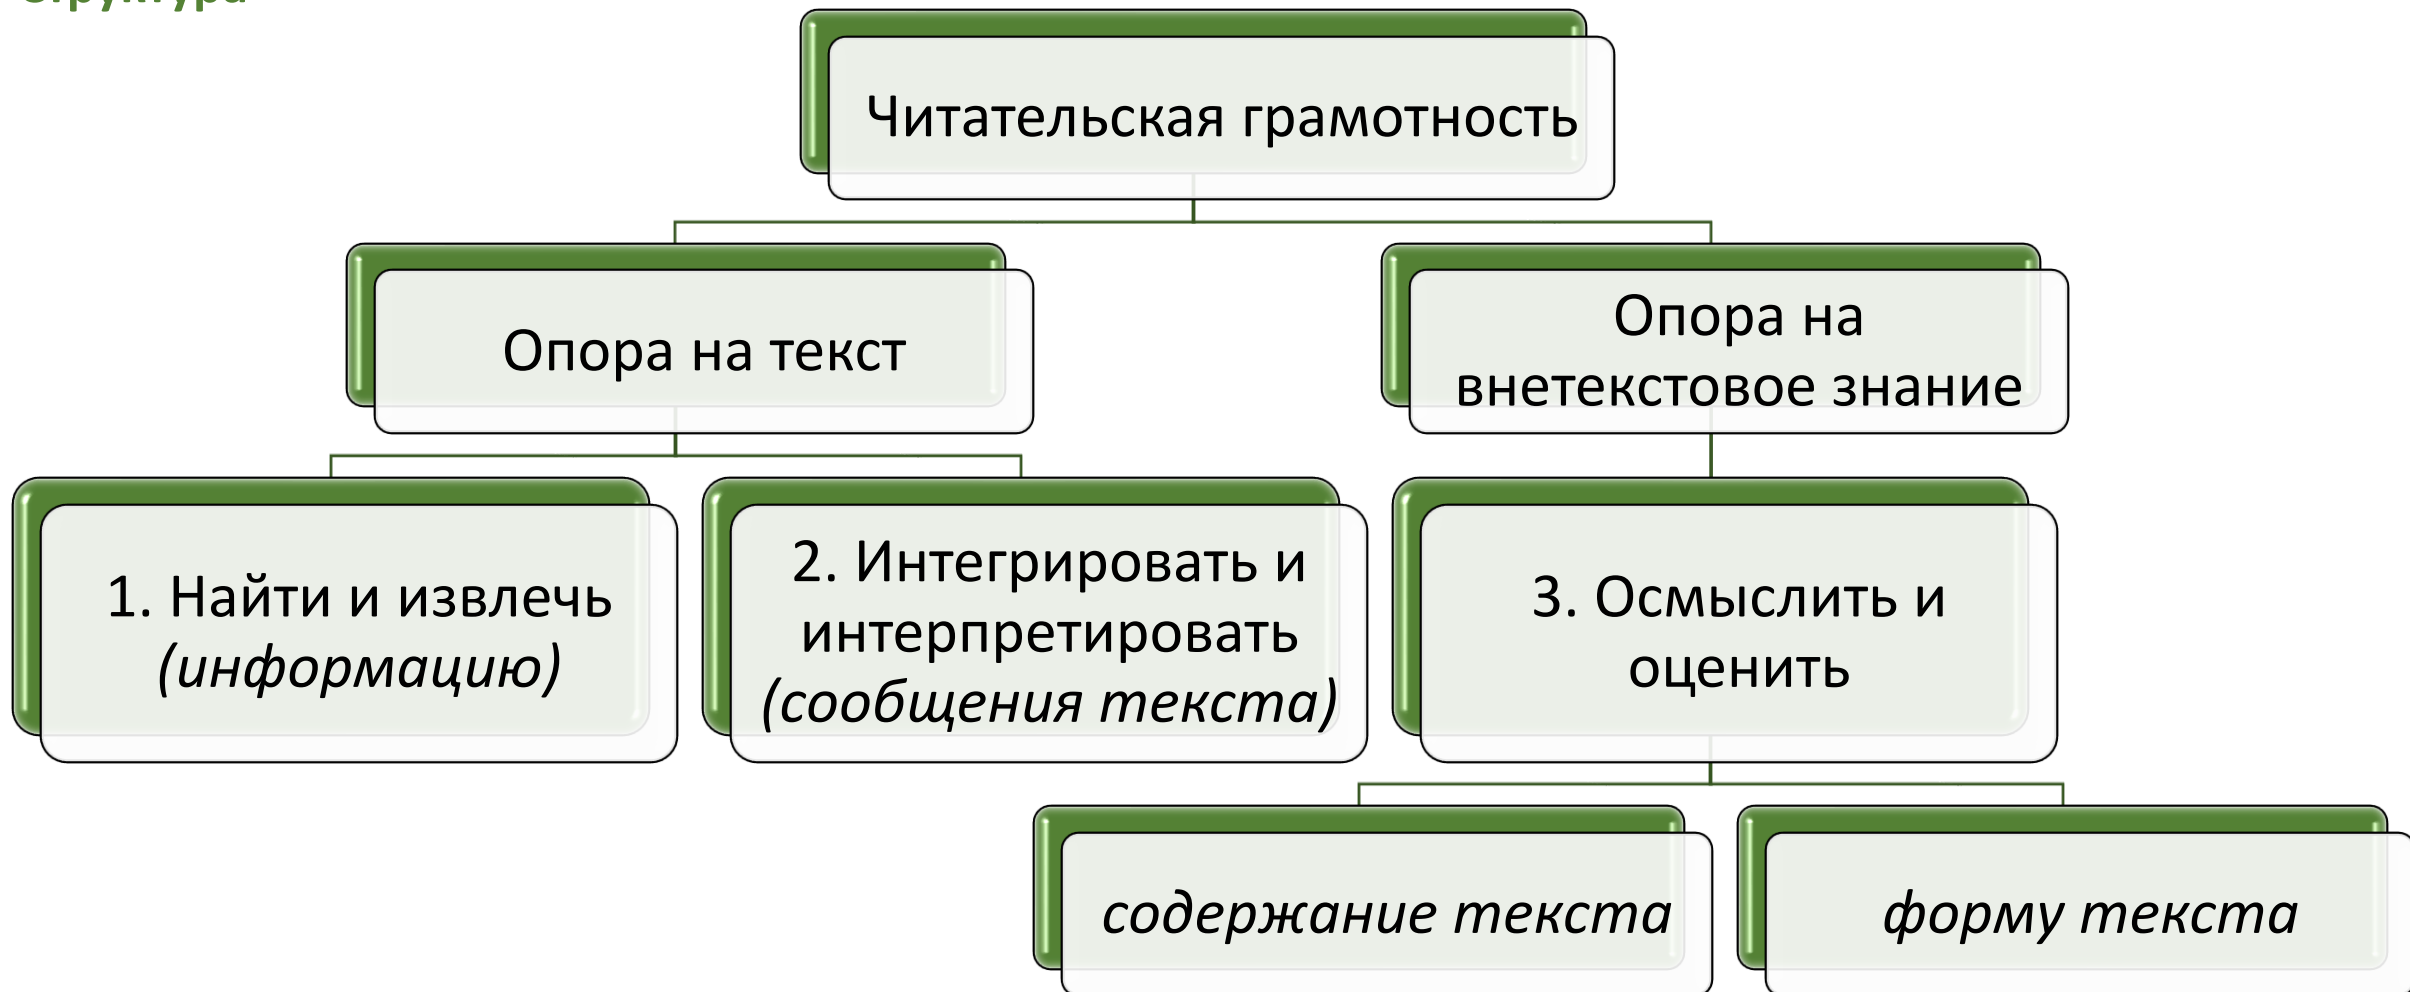 Структура
Читательская грамотность
Опора на текст
Опора на
внетекстовое знание
1. Найти и извлечь
(информацию)
2. Интегрировать и
интерпретировать
(сообщения текста)
3. Осмыслить и
оценить
содержание текста
форму текста